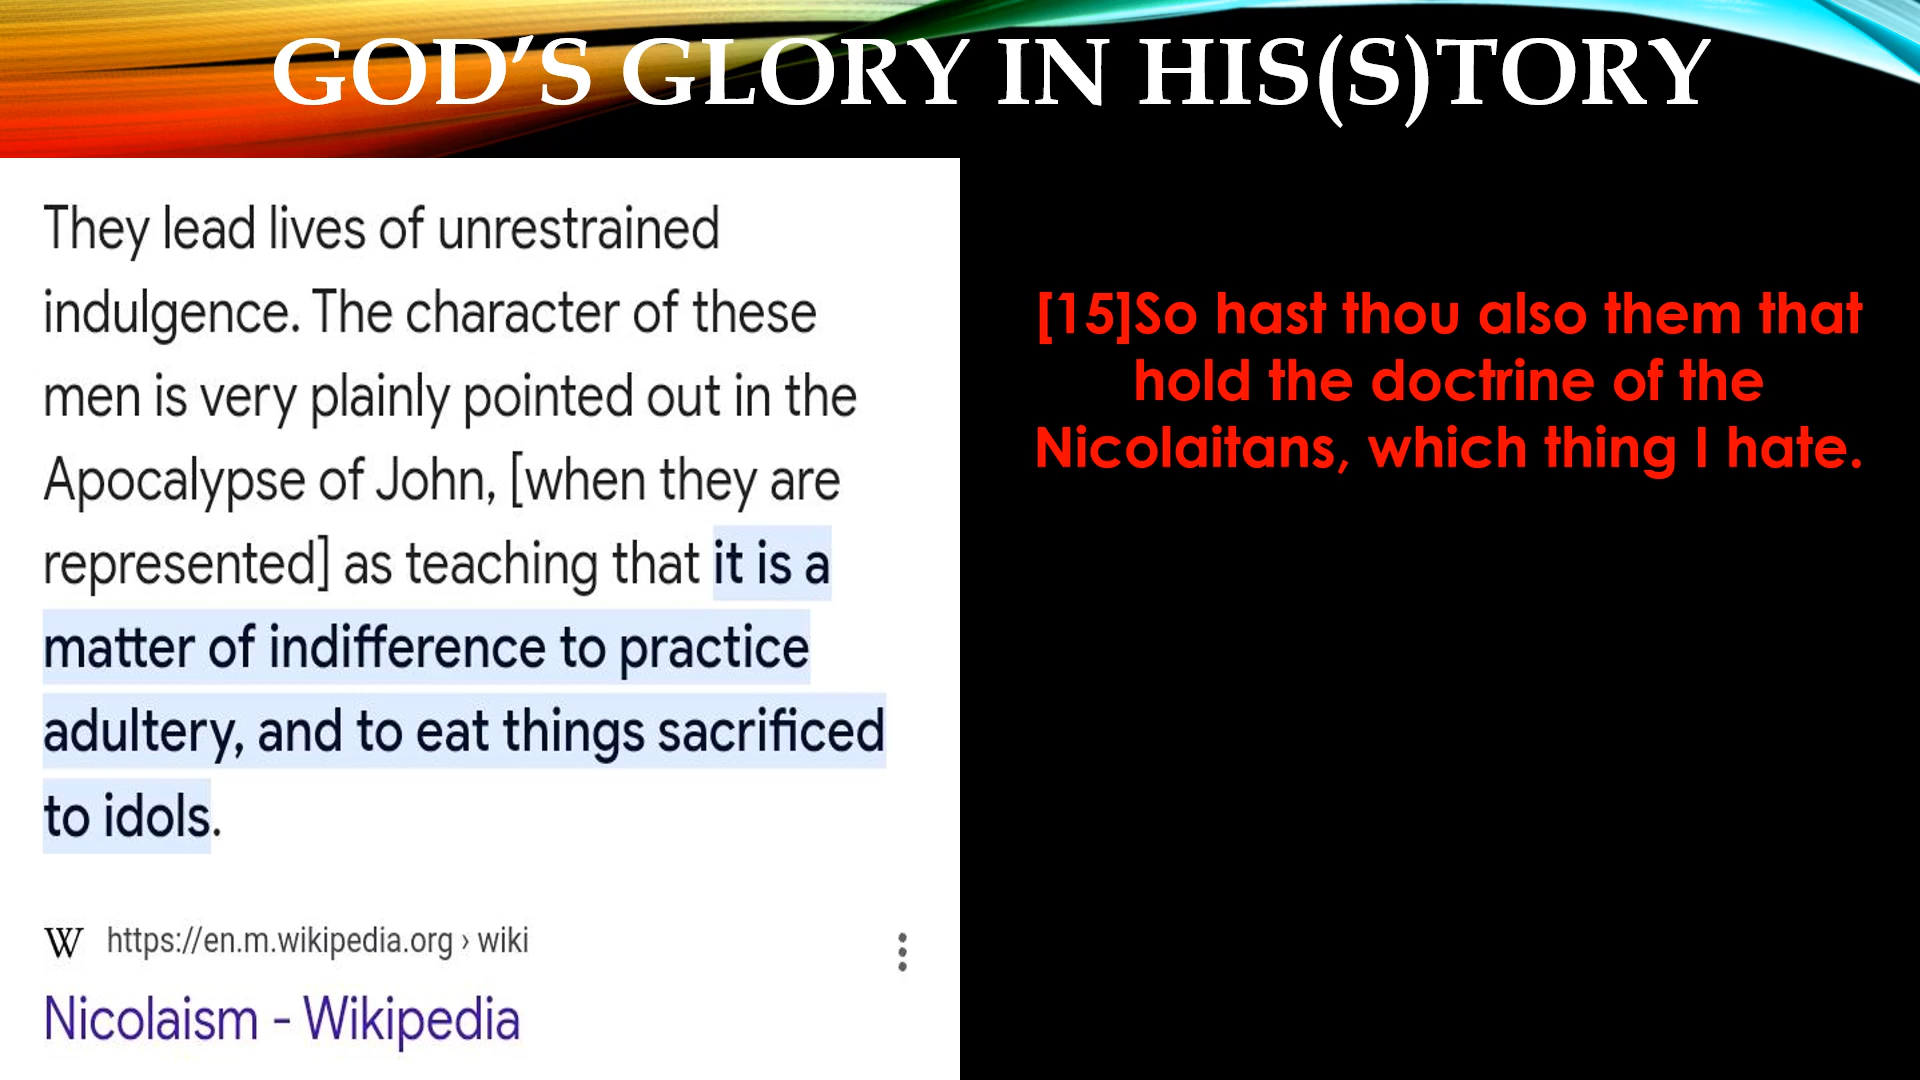 GOD’S GLORY IN HIS(S)TORY
They lead lives of unrestrained
indulgence. The character of these
men is very plainly pointed out in the
Apocalypse of John, [when they are
represented] as teaching that it is a
matter of indifference to practice
adultery, and to eat things sacrificed
to idols.
W https://en.m.wikipedia.org › wiki
Nicolaism - Wikipedia
[15]So hast thou also them that
hold the doctrine of the
Nicolaitans, which thing I hate.